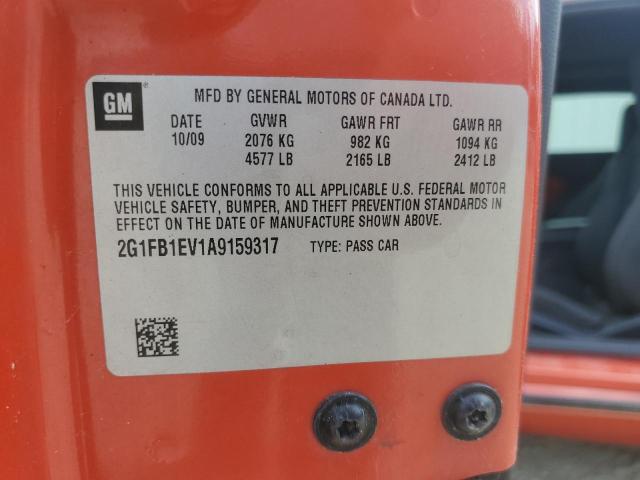 GM
MFD BY GENERAL MOTORS OF CANADA LTD.
DATE GVWR GAWR FRT GAWR RR
10/09 2076 KG 982 KG 1094 KG
4577 LB 2165 LB 2412 LB
THIS VEHICLE CONFORMS TO ALL APPLICABLE U.S. FEDERAL MOTOR
VEHICLE SAFETY, BUMPER, AND THEFT PREVENTION STANDARDS IN
EFFECT ON THE DATE OF MANUFACTURE SHOWN ABOVE.
2G1FB1EV1A9159317 TYPE: PASS CAR